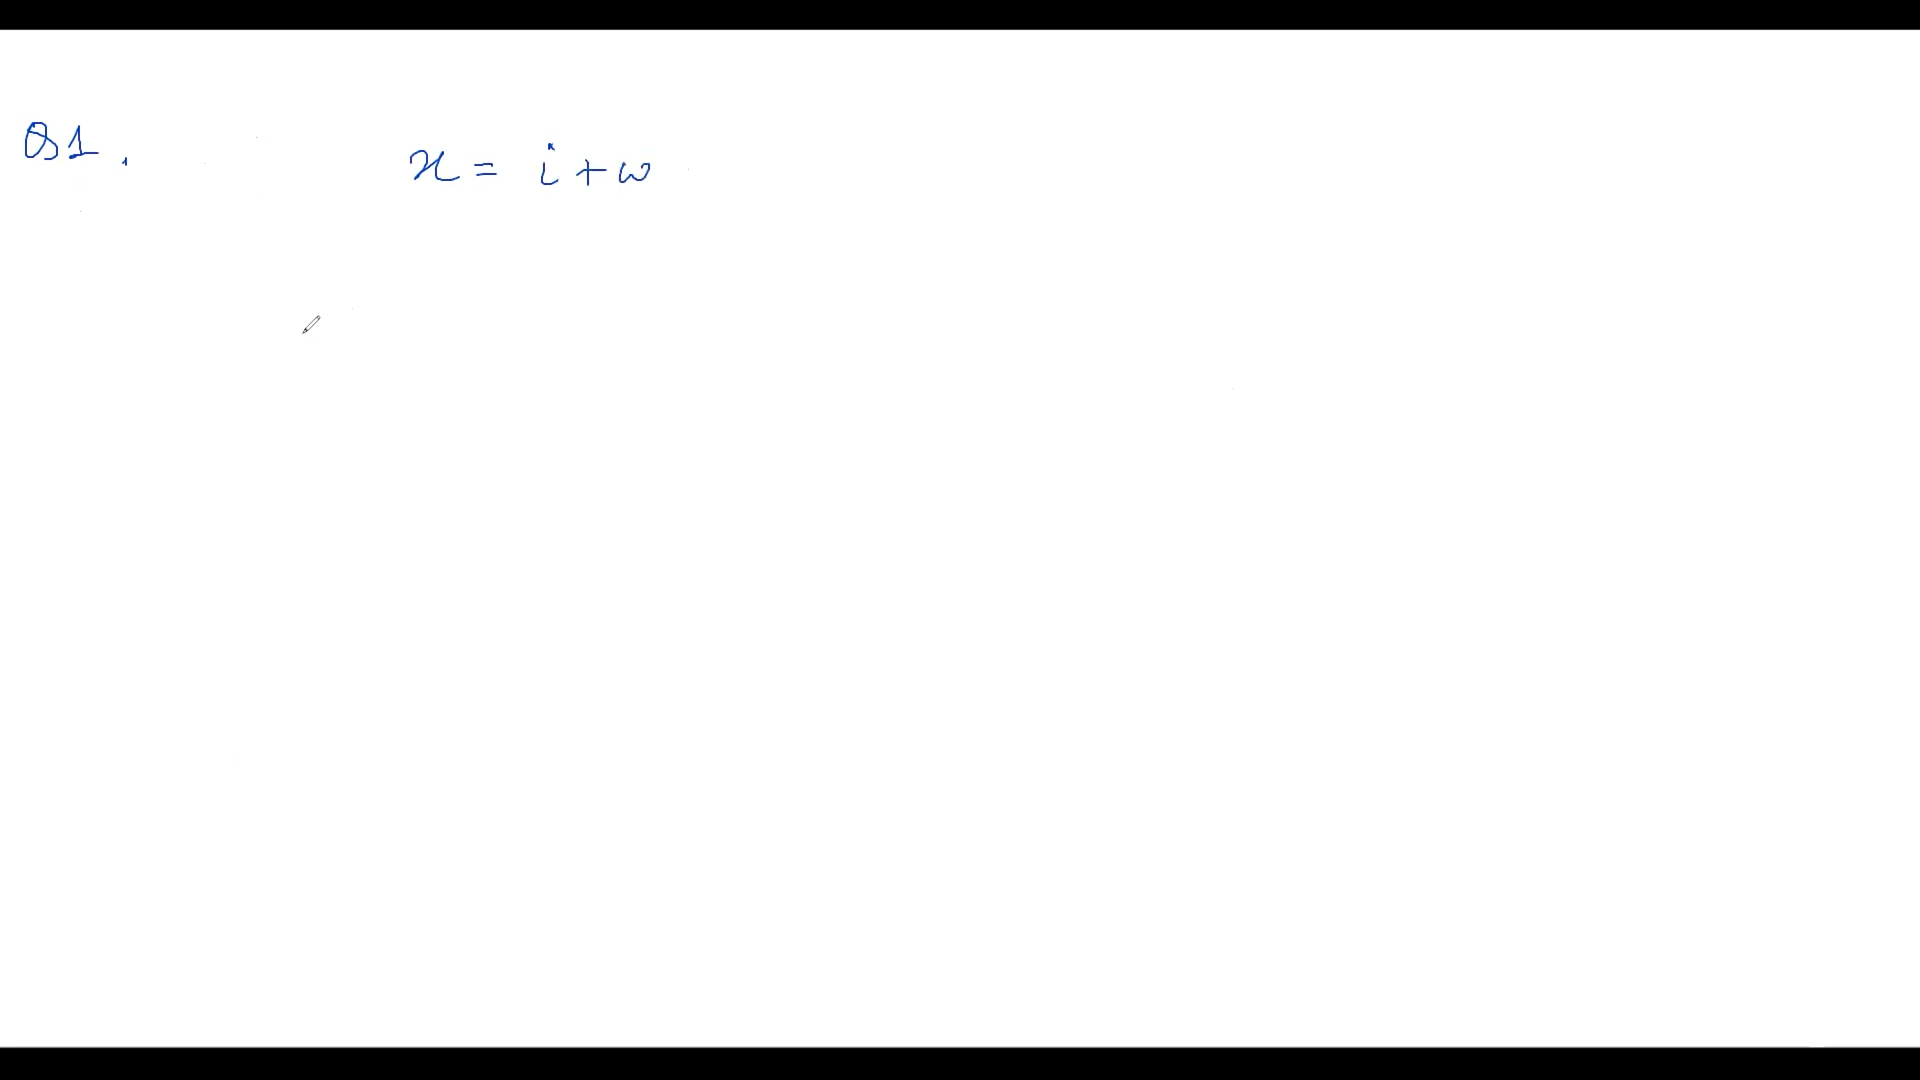 Q1.
x = i + w